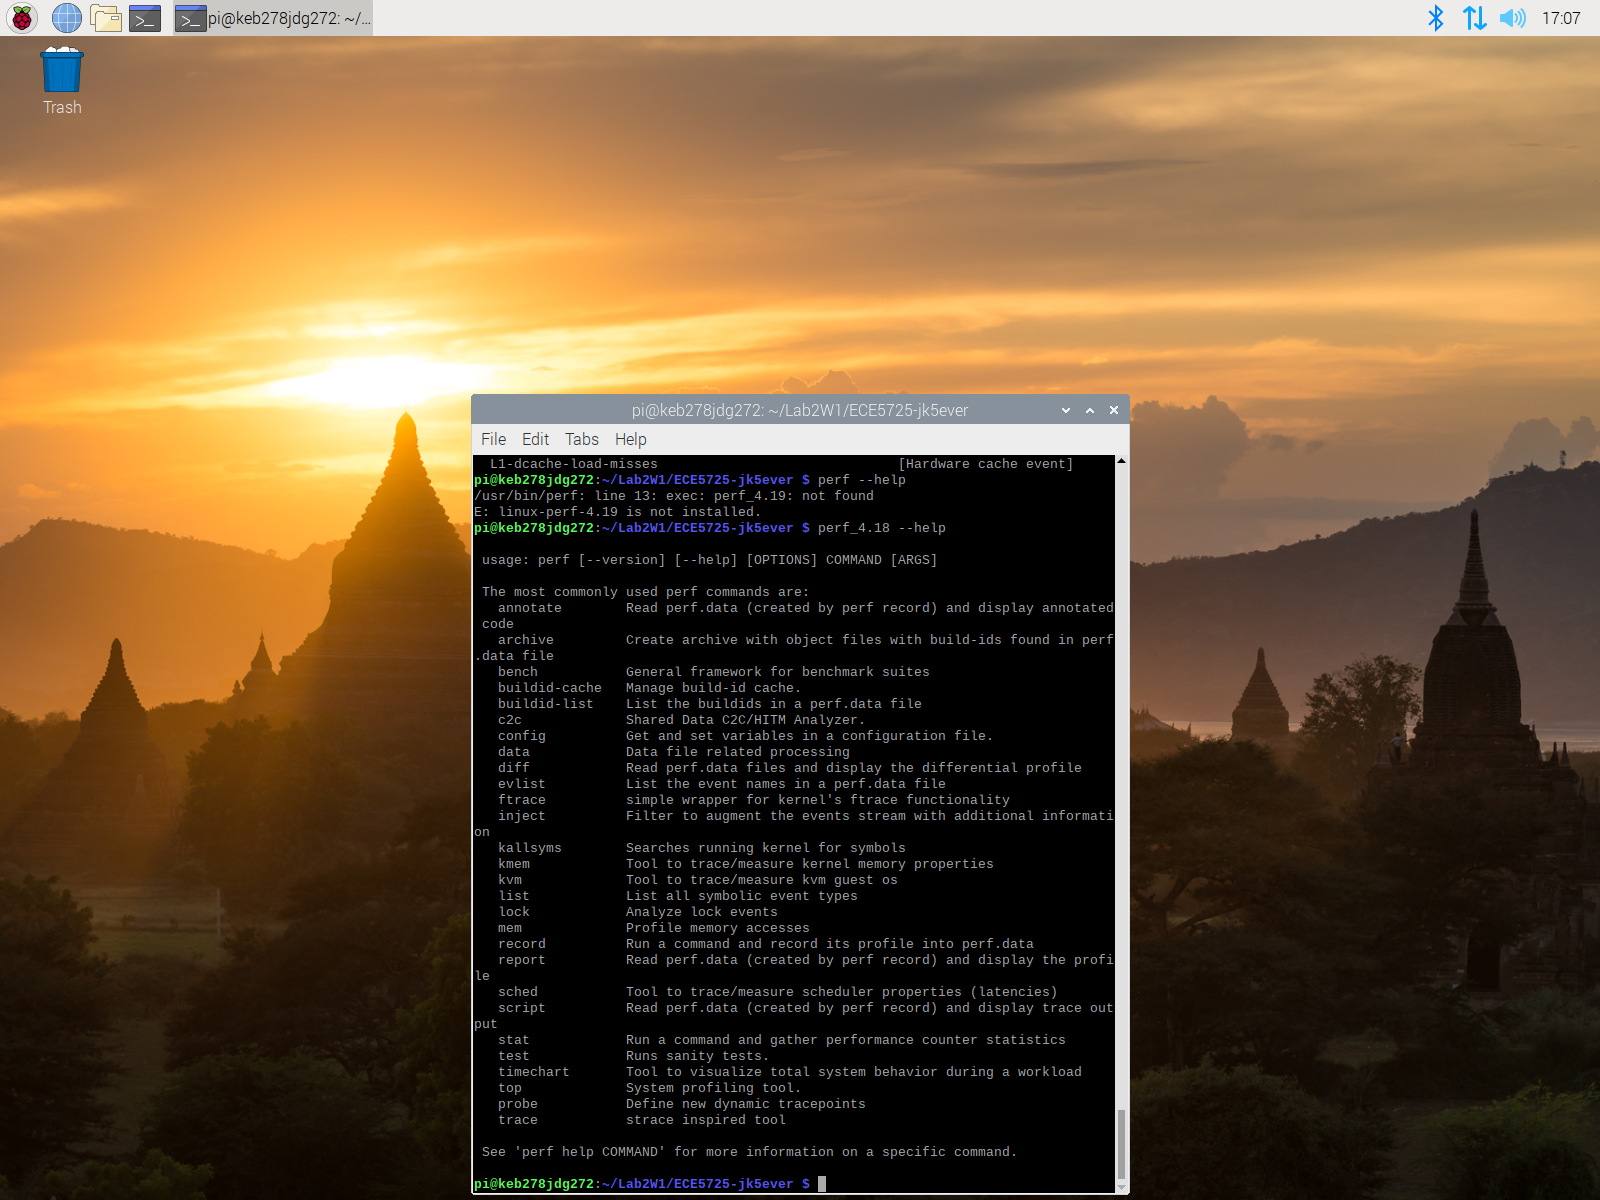 pi@keb278jdg272: ~/...
17:07
Trash
pi@keb278jdg272: ~/Lab2W1/ECE5725-jk5ever
File Edit Tabs Help
L1-dcache-load-misses [Hardware cache event]
pi@keb278jdg272:~/Lab2W1/ECE5725-jk5ever $ perf --help
/usr/bin/perf: line 13: exec: perf_4.19: not found
E: linux-perf-4.19 is not installed.
pi@keb278jdg272:~/Lab2W1/ECE5725-jk5ever $ perf_4.18 --help
usage: perf [--version] [--help] [OPTIONS] COMMAND [ARGS]
The most commonly used perf commands are:
annotate Read perf.data (created by perf record) and display annotated
code
archive Create archive with object files with build-ids found in perf
.data file
bench General framework for benchmark suites
buildid-cache Manage build-id cache.
buildid-list List the buildids in a perf.data file
c2c Shared Data C2C/HITM Analyzer.
config Get and set variables in a configuration file.
data Data file related processing
diff Read perf.data files and display the differential profile
evlist List the event names in a perf.data file
ftrace simple wrapper for kernel's ftrace functionality
inject Filter to augment the events stream with additional informati
on
kallsyms Searches running kernel for symbols
kmem Tool to trace/measure kernel memory properties
kvm Tool to trace/measure kvm guest os
list List all symbolic event types
lock Analyze lock events
mem Profile memory accesses
record Run a command and record its profile into perf.data
report Read perf.data (created by perf record) and display the profi
le
sched Tool to trace/measure scheduler properties (latencies)
script Read perf.data (created by perf record) and display trace out
put
stat Run a command and gather performance counter statistics
test Runs sanity tests.
timechart Tool to visualize total system behavior during a workload
top System profiling tool.
probe Define new dynamic tracepoints
trace strace inspired tool
See 'perf help COMMAND' for more information on a specific command.
pi@keb278jdg272:~/Lab2W1/ECE5725-jk5ever $